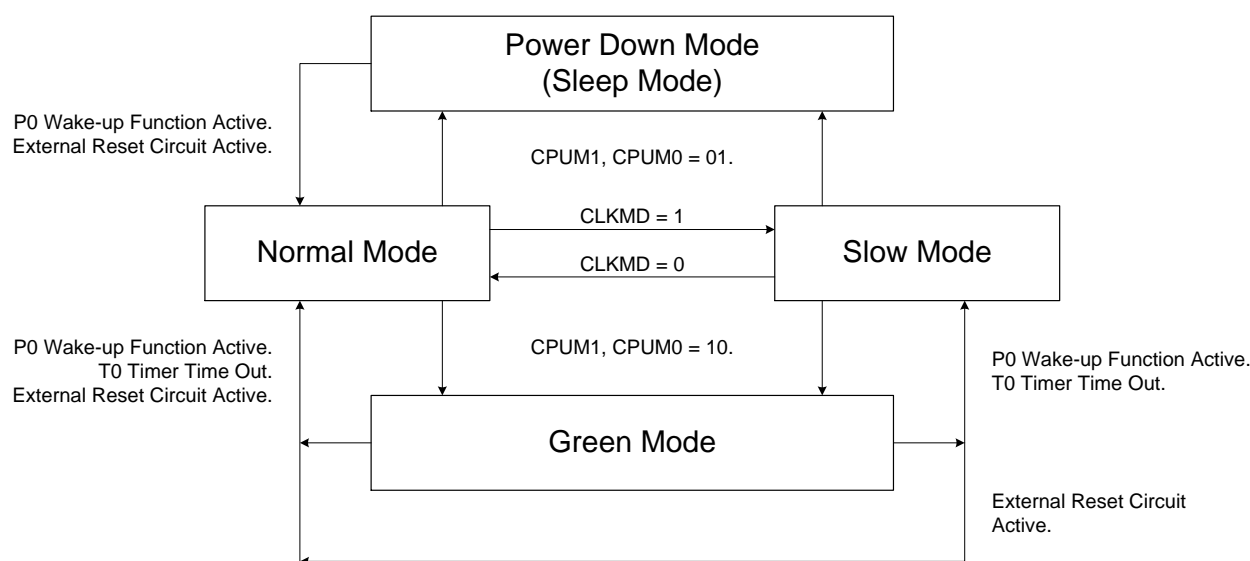 Power Down Mode
(Sleep Mode)
P0 Wake-up Function Active.
External Reset Circuit Active.
CPUM1, CPUM0 = 01.
Normal Mode
CLKMD = 1
CLKMD = 0
Slow Mode
P0 Wake-up Function Active.
T0 Timer Time Out.
External Reset Circuit Active.
CPUM1, CPUM0 = 10.
P0 Wake-up Function Active.
T0 Timer Time Out.
Green Mode
External Reset Circuit
Active.